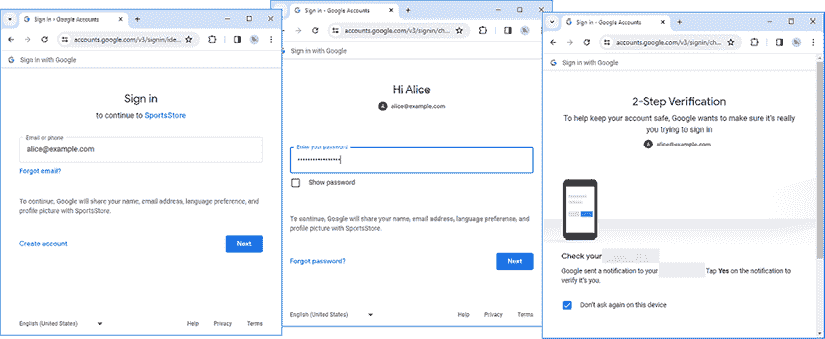 Sign in - Google Accounts
accounts.google.com/v3/signin/ide...
Sign in with Google
Sign in
to continue to SportsStore
Email or phone
alice@example.com
Forgot email?
To continue, Google will share your name, email address, language preference, and
profile picture with SportsStore.
Create account
Next
English (United States)
Help
Privacy
Terms
Sign in - Google Accounts
accounts.google.com/v3/signin/ch...
Sign in with Google
Hi Alice
alice@example.com
Enter your password
Show password
To continue, Google will share your name, email address, language preference, and
profile picture with SportsStore.
Forgot password?
Next
English (United States)
Help
Privacy
Terms
Sign in - Google Accounts
accounts.google.com/v3/signin/ch...
Sign in with Google
2-Step Verification
To help keep your account safe, Google wants to make sure it's really
you trying to sign in
alice@example.com
Check your
Google sent a notification to your Tap Yes on the notification to
verify it's you.
Don't ask again on this device